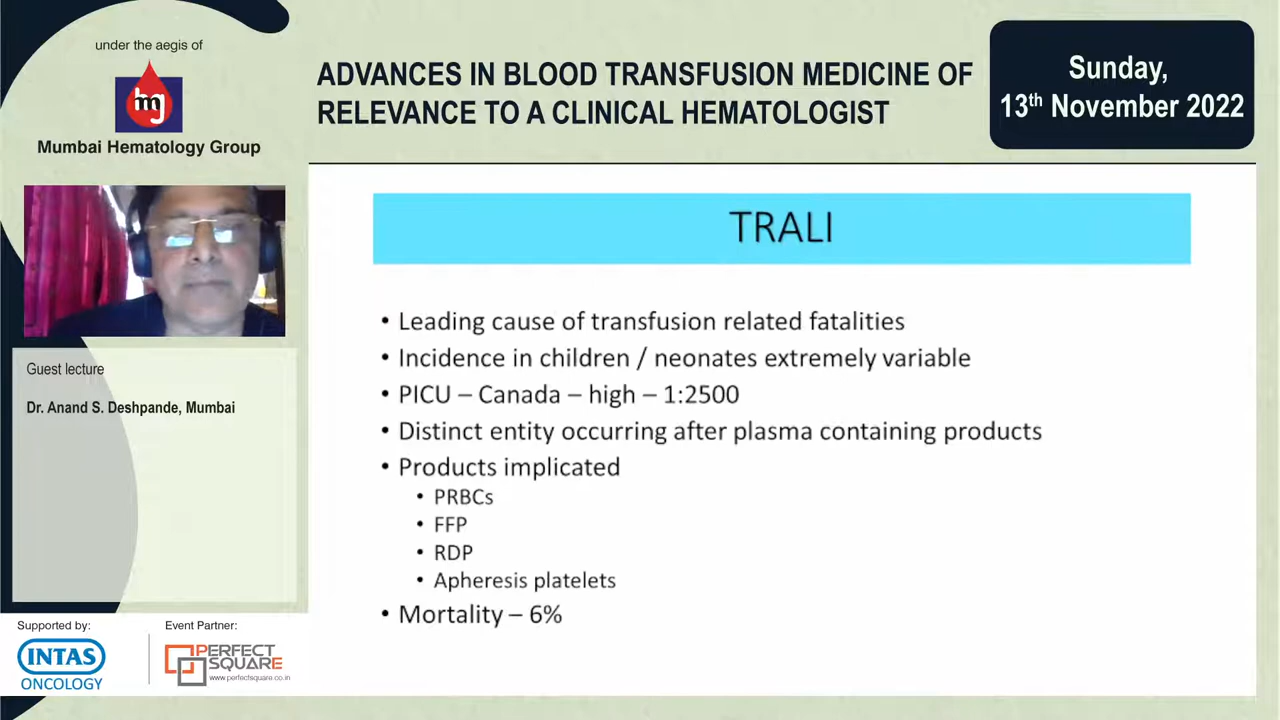 under the aegis of
hg
Mumbai Hematology Group
ADVANCES IN BLOOD TRANSFUSION MEDICINE OF
RELEVANCE TO A CLINICAL HEMATOLOGIST
Sunday,
13th November 2022
Guest lecture
Dr. Anand S. Deshpande, Mumbai
TRALI
• Leading cause of transfusion related fatalities
• Incidence in children / neonates extremely variable
• PICU – Canada – high – 1:2500
• Distinct entity occurring after plasma containing products
• Products implicated
• PRBCs
• FFP
• RDP
• Apheresis platelets
• Mortality – 6%
Supported by:
INTAS
ONCOLOGY
Event Partner:
PERFECT
SQUARE
www.perfectsquare.co.in